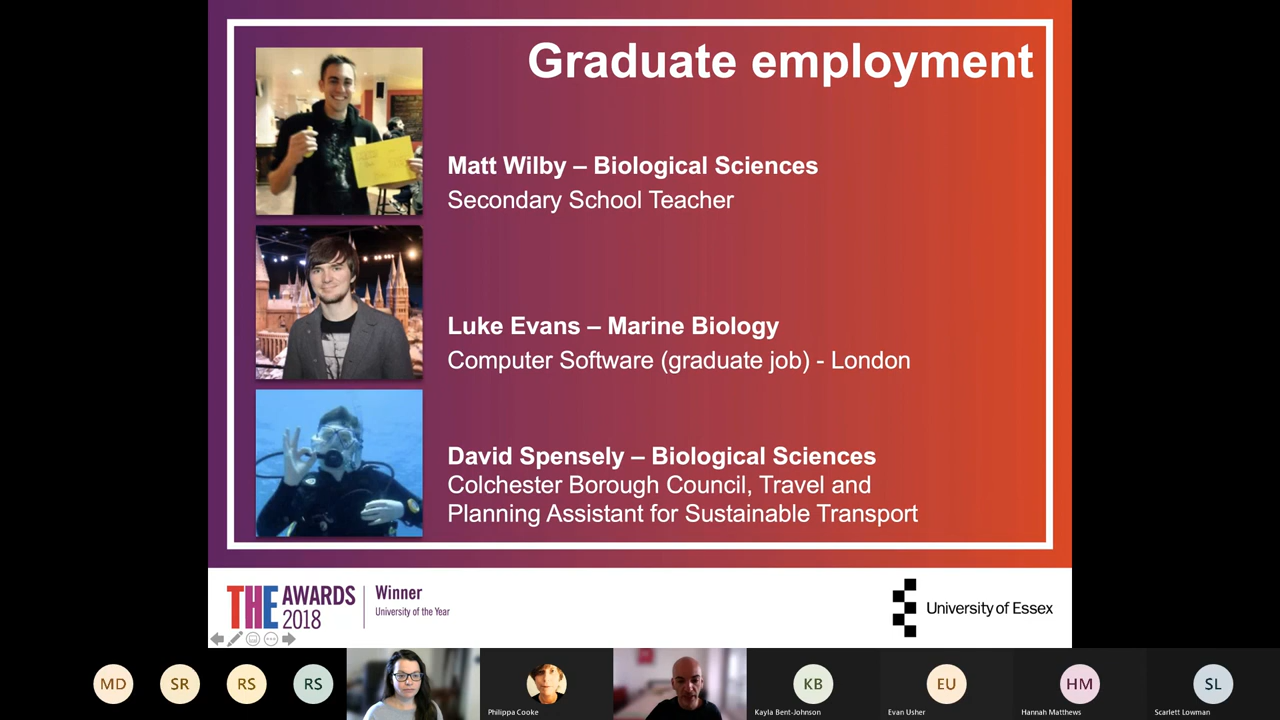 Graduate employment
Matt Wilby – Biological Sciences
Secondary School Teacher
Luke Evans – Marine Biology
Computer Software (graduate job) - London
David Spensely – Biological Sciences
Colchester Borough Council, Travel and
Planning Assistant for Sustainable Transport
THE AWARDS 2018
Winner
University of the Year
University of Essex
MD
SR
RS
RS
Philippa Cooke
KB
Kayla Bent-Johnson
EU
Evan Usher
HM
Hannah Matthews
SL
Scarlett Lowman